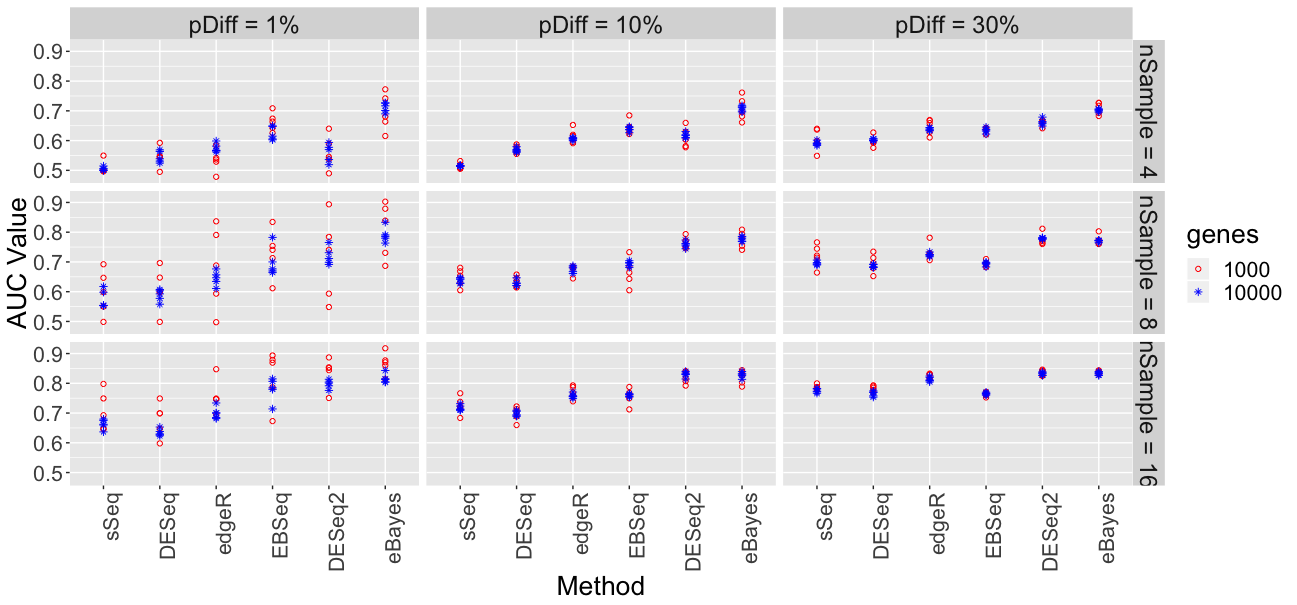 pDiff = 1%
pDiff = 10%
pDiff = 30%
0.9
0.8
0.7
0.6
0.5
nSample = 4
0.9
0.8
0.7
0.6
0.5
nSample = 8
0.9
0.8
0.7
0.6
0.5
nSample = 16
AUC Value
sSeq
DESeq
edgeR
EBSeq
DESeq2
eBayes
sSeq
DESeq
edgeR
EBSeq
DESeq2
eBayes
sSeq
DESeq
edgeR
EBSeq
DESeq2
eBayes
Method
genes
1000
10000